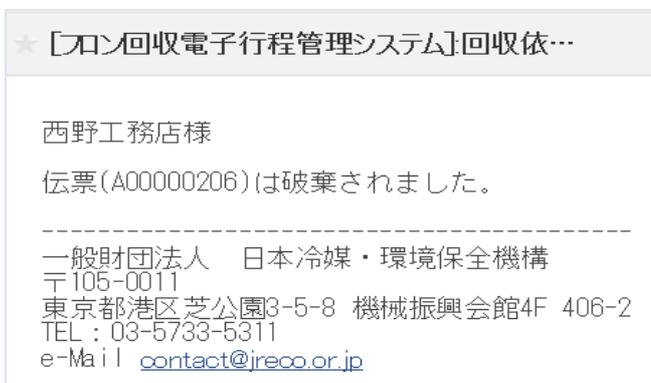 [フロン回収電子行程管理システム]:回収依…
西野工務店様
伝票(A00000206)は破棄されました。
------------------------------------------
一般財団法人　日本冷媒・環境保全機構
〒105-0011
東京都港区芝公園3-5-8 機械振興会館4F 406-2
TEL：03-5733-5311
e-Mail contact@jreco.or.jp